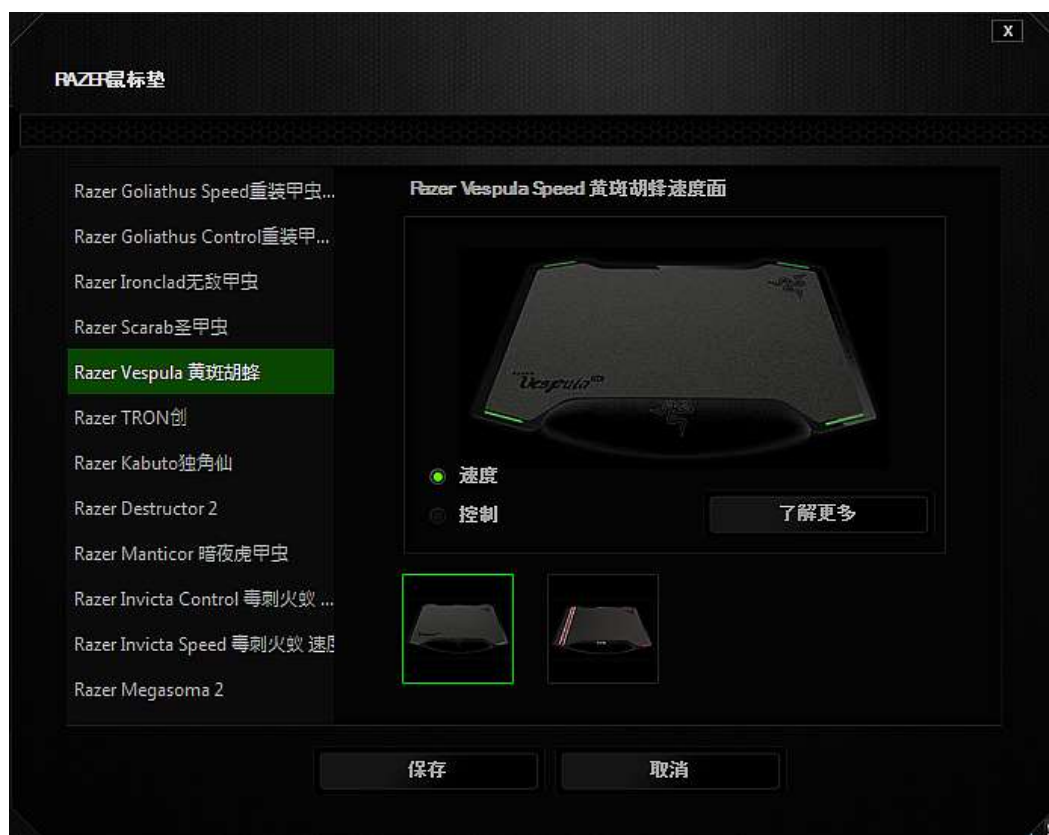 X
RAZER鼠标垫
Razer Goliathus Speed重装甲虫...
Razer Goliathus Control重装甲...
Razer Ironclad无敌甲虫
Razer Scarab圣甲虫
Razer Vespula 黄斑胡蜂
Razer TRON创
Razer Kabuto独角仙
Razer Destructor 2
Razer Manticor 暗夜虎甲虫
Razer Invicta Control 毒刺火蚁 ...
Razer Invicta Speed 毒刺火蚁 速度
Razer Megasoma 2
Razer Vespula Speed 黄斑胡蜂速度面
Vespula
速度
控制
了解更多
保存
取消